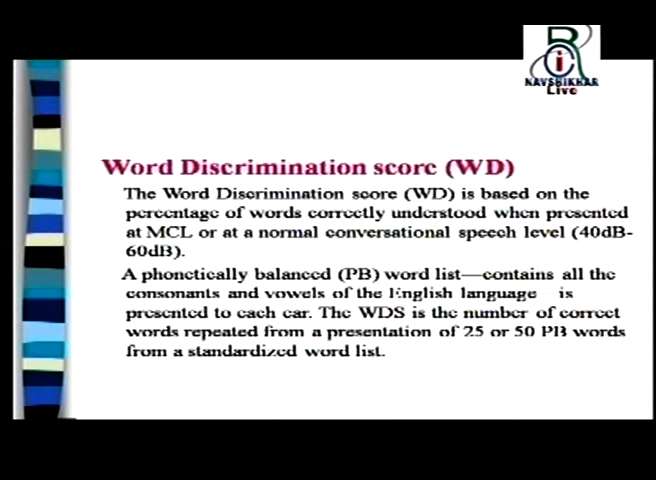 R
C
i
NAVSHIKHAR
Live
Word Discrimination score (WD)
The Word Discrimination score (WD) is based on the
percentage of words correctly understood when presented
at MCL or at a normal conversational speech level (40dB-
60dB).
A phonetically balanced (PB) word list—contains all the
consonants and vowels of the English language—is
presented to each ear. The WDS is the number of correct
words repeated from a presentation of 25 or 50 PB words
from a standardized word list.